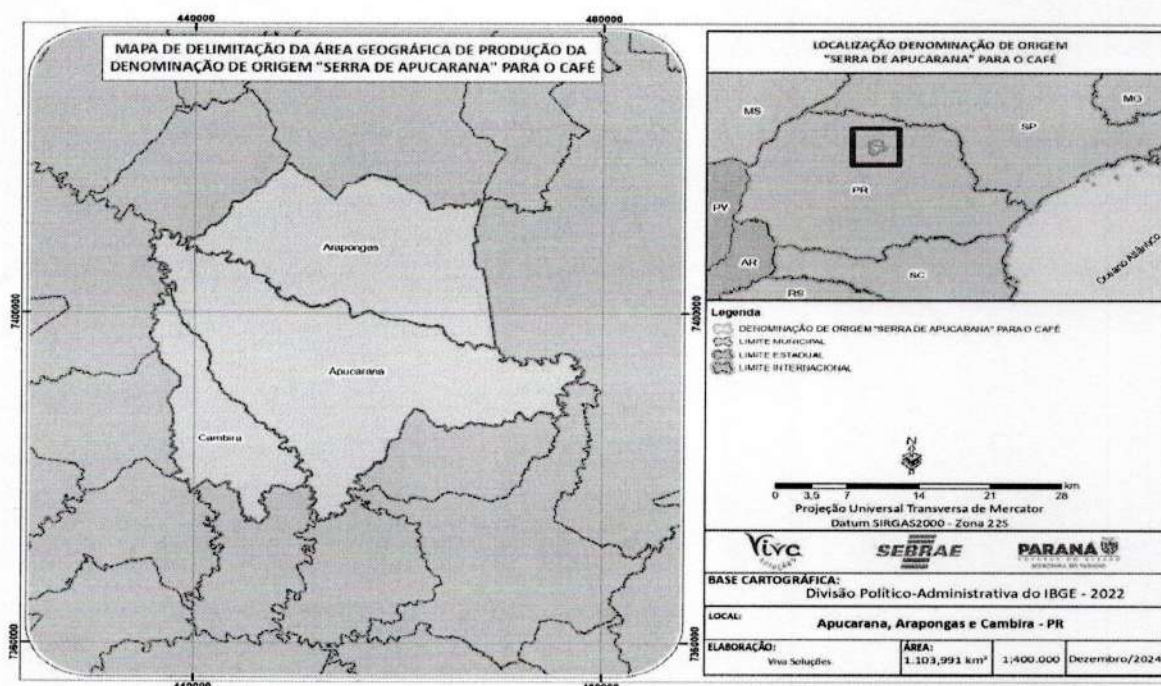 440000
480000
MAPA DE DELIMITAÇÃO DA ÁREA GEOGRÁFICA DE PRODUÇÃO DA
DENOMINAÇÃO DE ORIGEM "SERRA DE APUCARANA" PARA O CAFÉ
Arapongas
Apucarana
Cambira
7400000
7400000
7360000
7360000
LOCALIZAÇÃO DENOMINAÇÃO DE ORIGEM
"SERRA DE APUCARANA" PARA O CAFÉ
MS
MG
SP
PR
PY
AR
SC
RS
Oceano Atlântico
Legenda
DENOMINAÇÃO DE ORIGEM "SERRA DE APUCARANA" PARA O CAFÉ
LIMITE MUNICIPAL
LIMITE ESTADUAL
LIMITE INTERNACIONAL
N
0 3,5 7 14 21 28 km
Projeção Universal Transversa de Mercator
Datum SIRGAS2000 - Zona 22S
Viva SOLUÇÕES
SEBRAE
PARANÁ
BASE CARTOGRÁFICA:
Divisão Político-Administrativa do IBGE - 2022
LOCAL:
Apucarana, Arapongas e Cambira - PR
ELABORAÇÃO:
Viva Soluções
ÁREA:
1.103,991 km²
1:400.000
Dezembro/2024